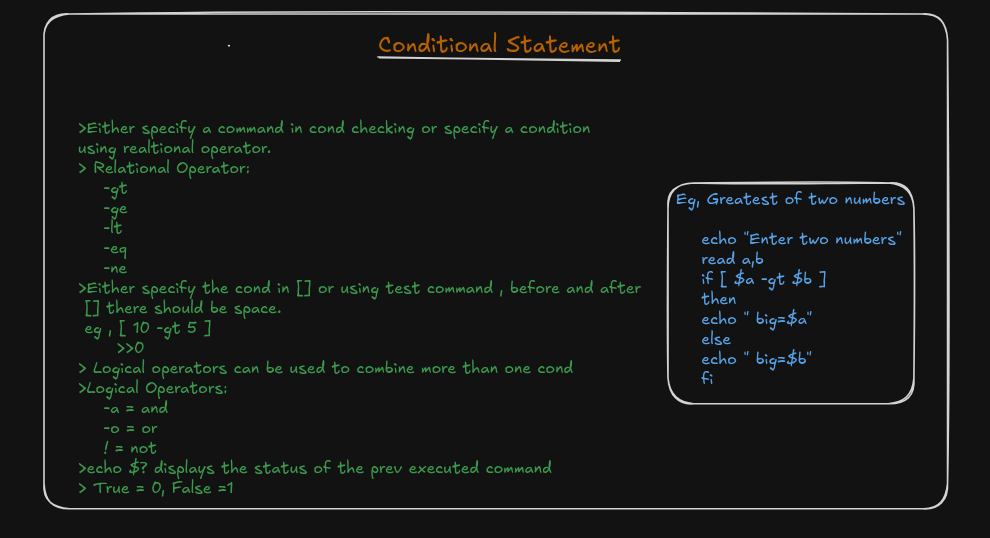 Conditional Statement
>Either specify a command in cond checking or specify a condition
using realtional operator.
> Relational Operator:
-gt
-ge
-lt
-eq
-ne
>Either specify the cond in [] or using test command , before and after
[] there should be space.
eg , [ 10 -gt 5 ]
>>0
> Logical operators can be used to combine more than one cond
>Logical Operators:
-a = and
-o = or
! = not
>echo $? displays the status of the prev executed command
> True = 0, False =1
Eg, Greatest of two numbers
echo "Enter two numbers"
read a,b
if [ $a -gt $b ]
then
echo " big=$a"
else
echo " big=$b"
fi